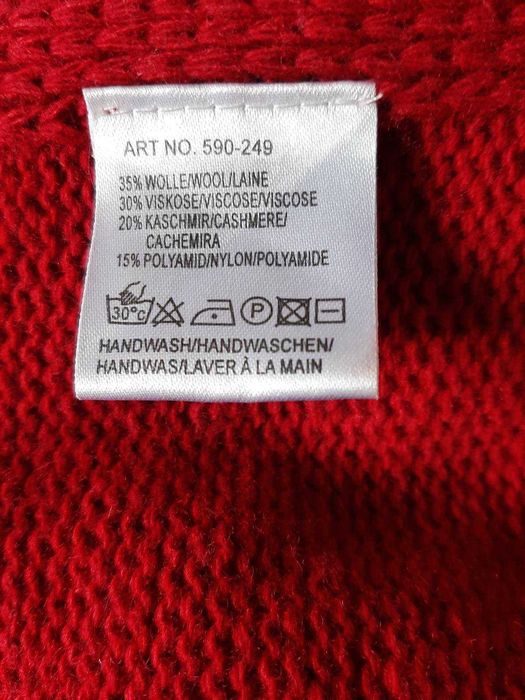 ART NO. 590-249
35% WOLLE/WOOL/LAINE
30% VISKOSE/VISCOSE/VISCOSE
20% KASCHMIR/CASHMERE/
CACHEMIRA
15% POLYAMID/NYLON/POLYAMIDE
30°C P
HANDWASH/HANDWASCHEN/
HANDWAS/LAVER À LA MAIN